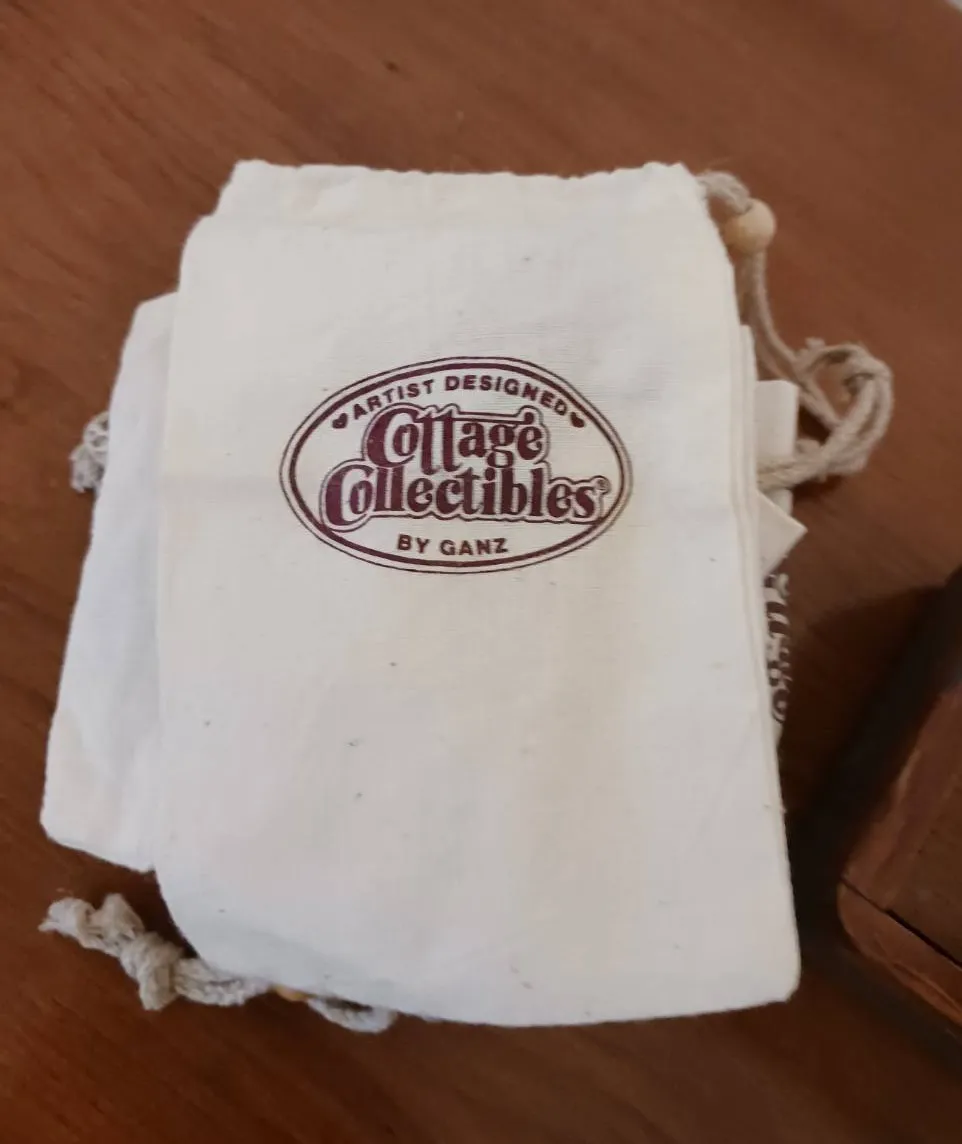 ARTIST DESIGNED
Cottage
Collectibles®
BY GANZ